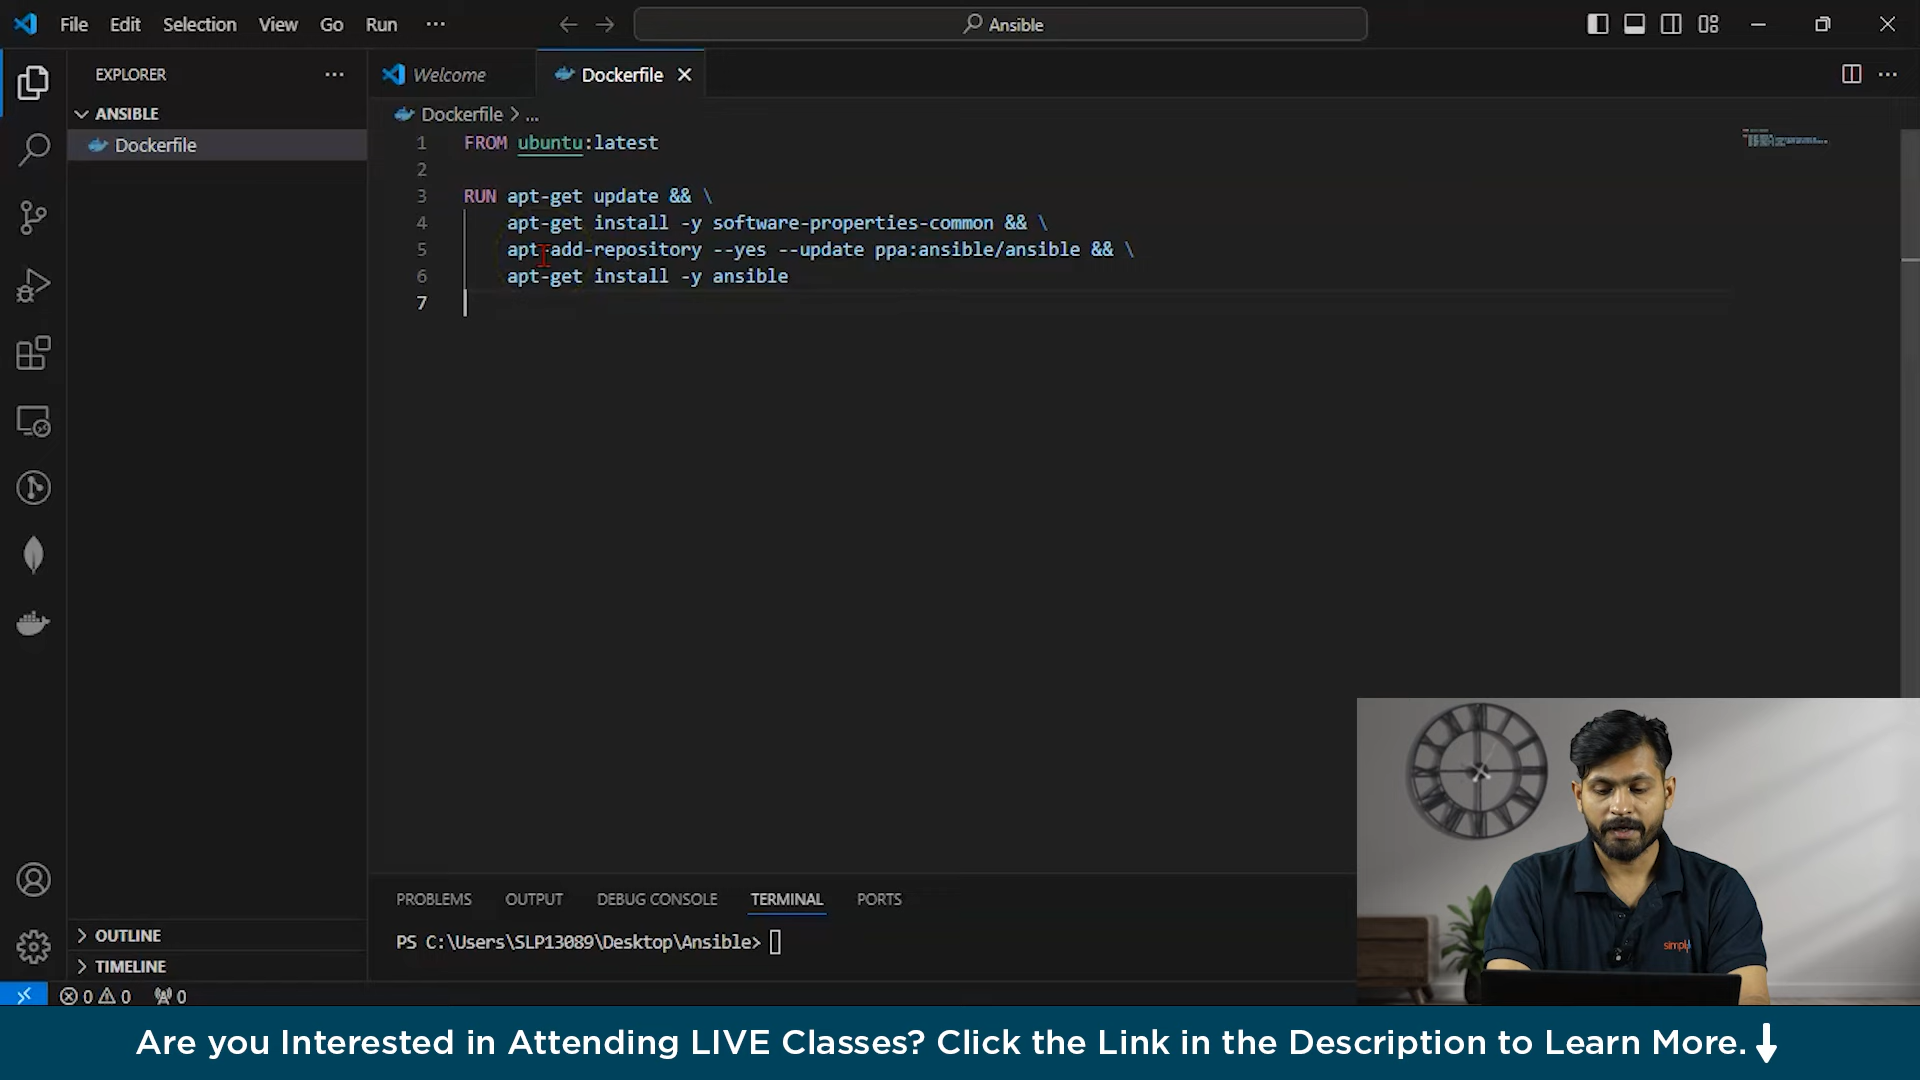 File Edit Selection View Go Run ··· Ansible
EXPLORER
Welcome
Dockerfile
ANSIBLE
Dockerfile > ...
Dockerfile
1 FROM ubuntu:latest
2
3 RUN apt-get update && \
4 apt-get install -y software-properties-common && \
5 apt-add-repository --yes --update ppa:ansible/ansible && \
6 apt-get install -y ansible
7
PROBLEMS OUTPUT DEBUG CONSOLE TERMINAL PORTS
PS C:\Users\SLP13089\Desktop\Ansible>
OUTLINE
TIMELINE
0 0 0
simpl
Are you Interested in Attending LIVE Classes? Click the Link in the Description to Learn More.